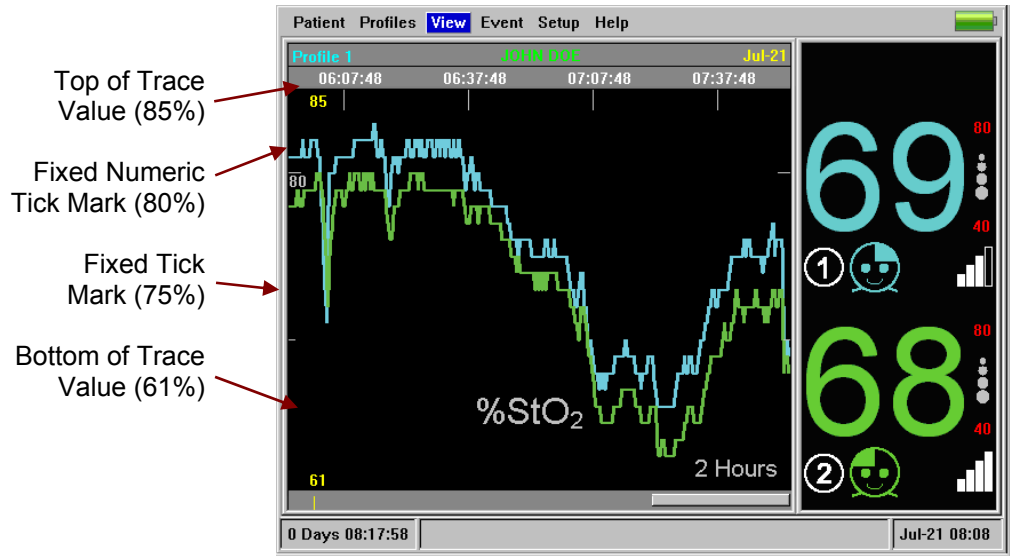 Patient Profiles View Event Setup Help
Profile 1 JOHN DOE Jul-21
06:07:48 06:37:48 07:07:48 07:37:48
Top of Trace
Value (85%)
85
80
69
Fixed Numeric
Tick Mark (80%)
80
40
Fixed Tick
Mark (75%)
1
80
Bottom of Trace
Value (61%)
68
%StO2
40
2 Hours
2
61
0 Days 08:17:58
Jul-21 08:08